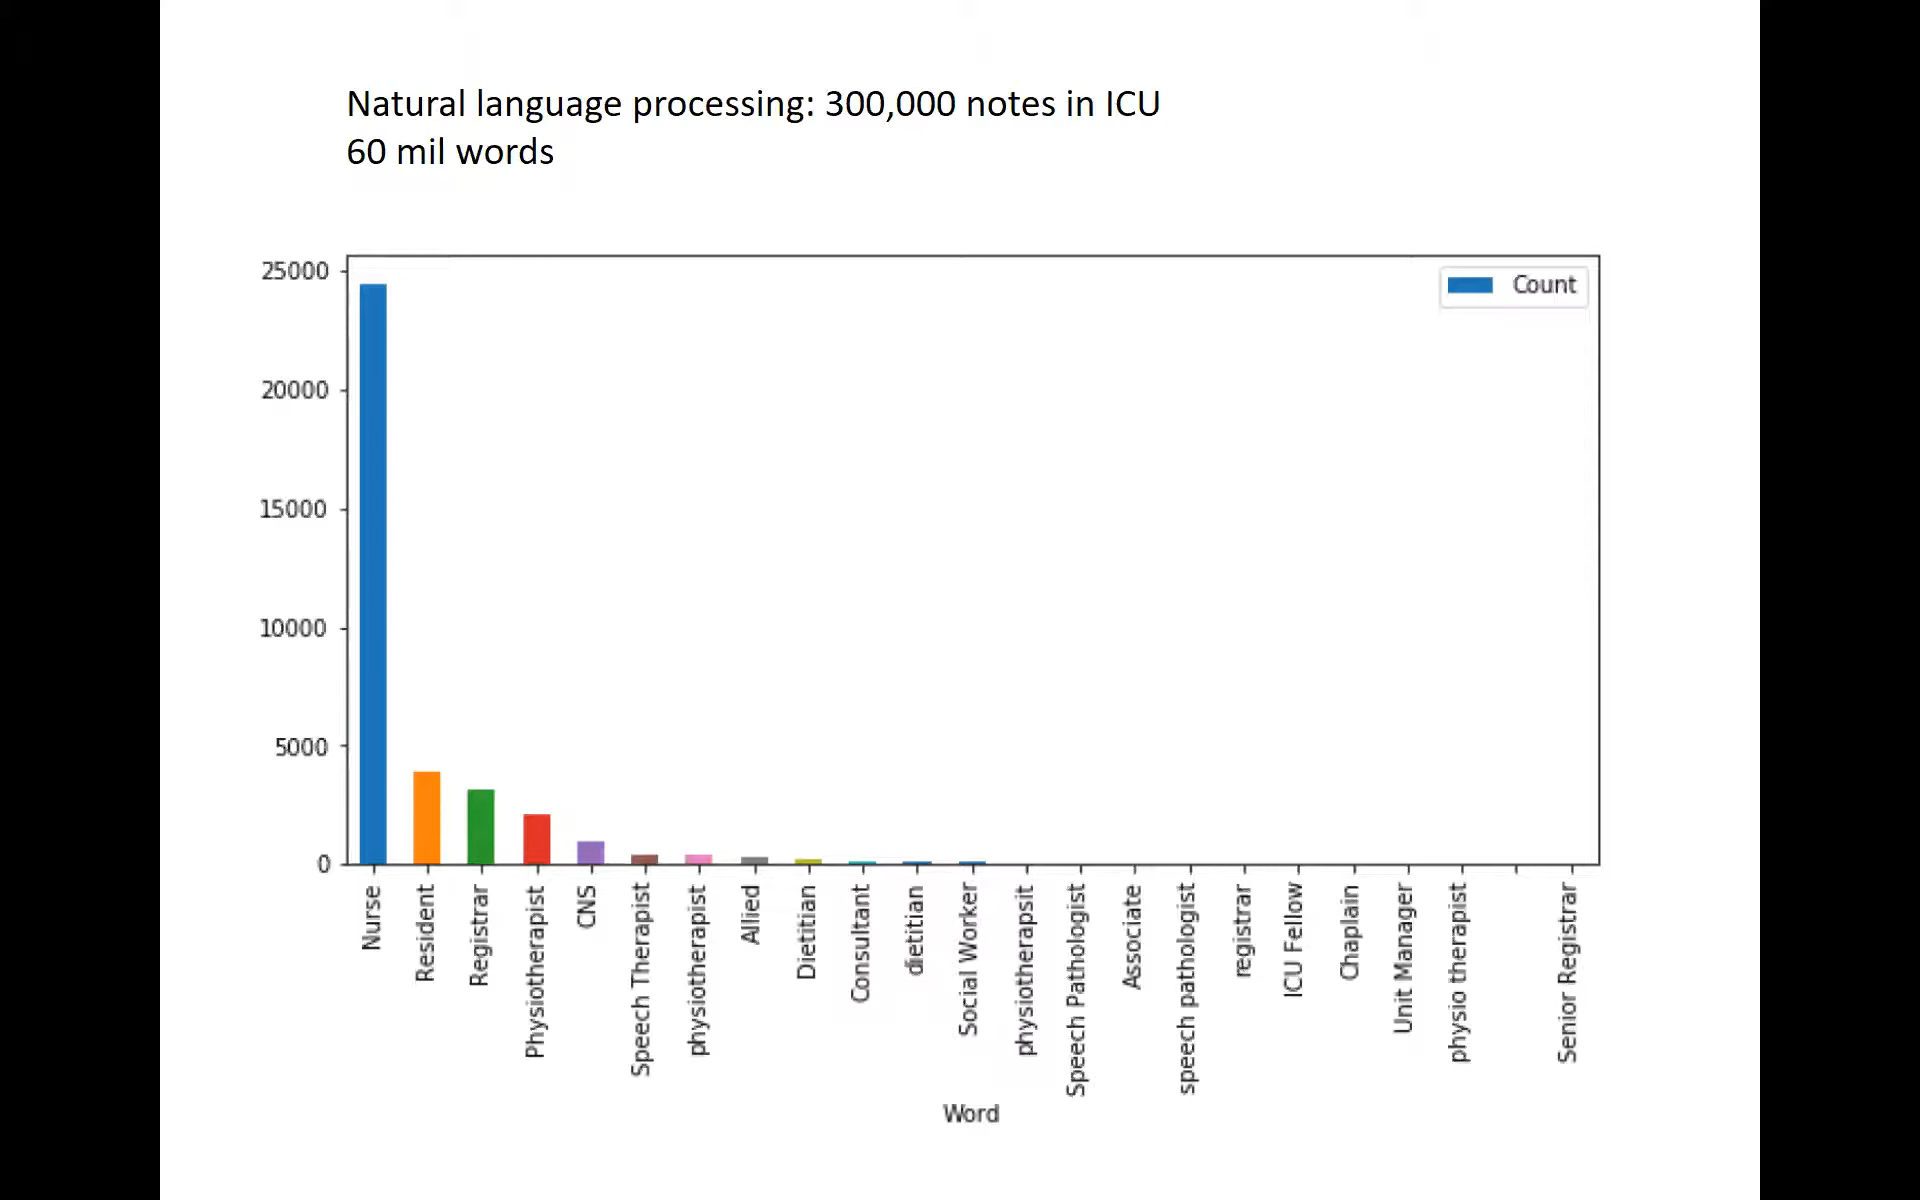 Natural language processing: 300,000 notes in ICU
60 mil words
25000
20000
15000
10000
5000
0
Count
Nurse
Resident
Registrar
Physiotherapist
CNS
Speech Therapist
physiotherapist
Allied
Dietitian
Consultant
dietitian
Social Worker
physiotherapsit
Speech Pathologist
Associate
speech pathologist
registrar
ICU Fellow
Chaplain
Unit Manager
physio therapist
Senior Registrar
Word